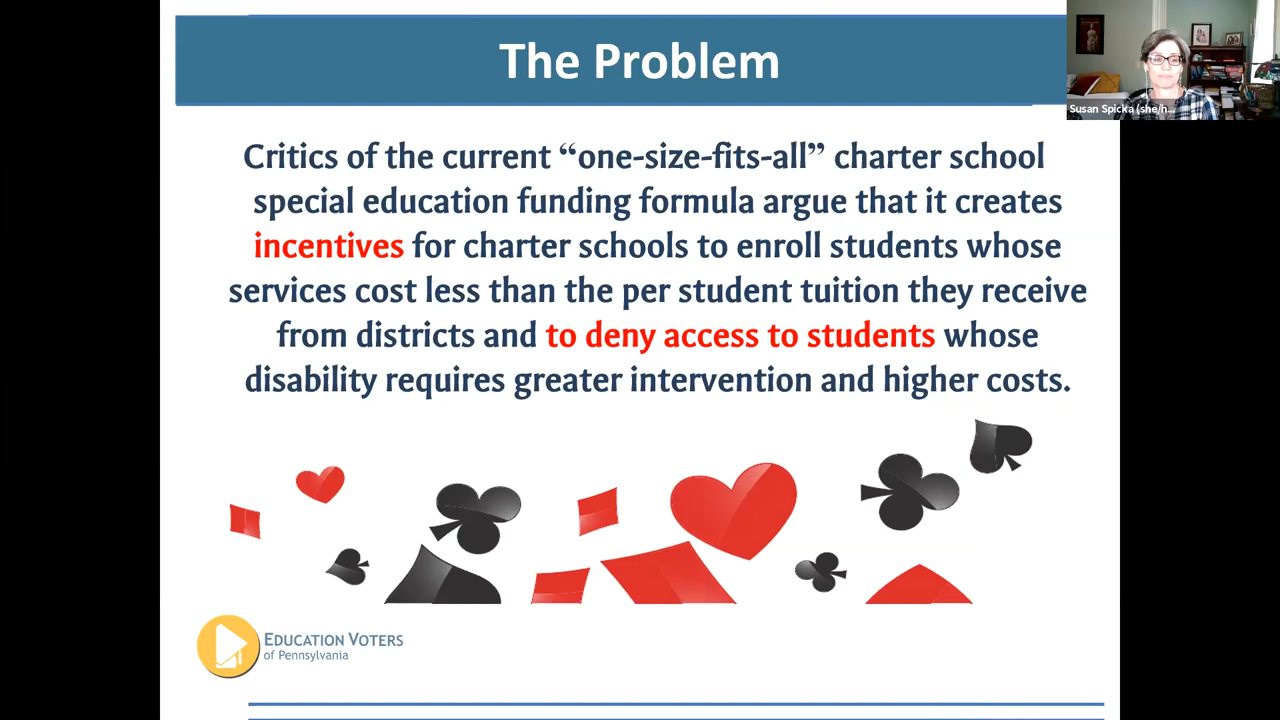 The Problem
Susan Spicka (she/h...
Critics of the current “one-size-fits-all” charter school
special education funding formula argue that it creates
incentives for charter schools to enroll students whose
services cost less than the per student tuition they receive
from districts and to deny access to students whose
disability requires greater intervention and higher costs.
EDUCATION VOTERS
of Pennsylvania